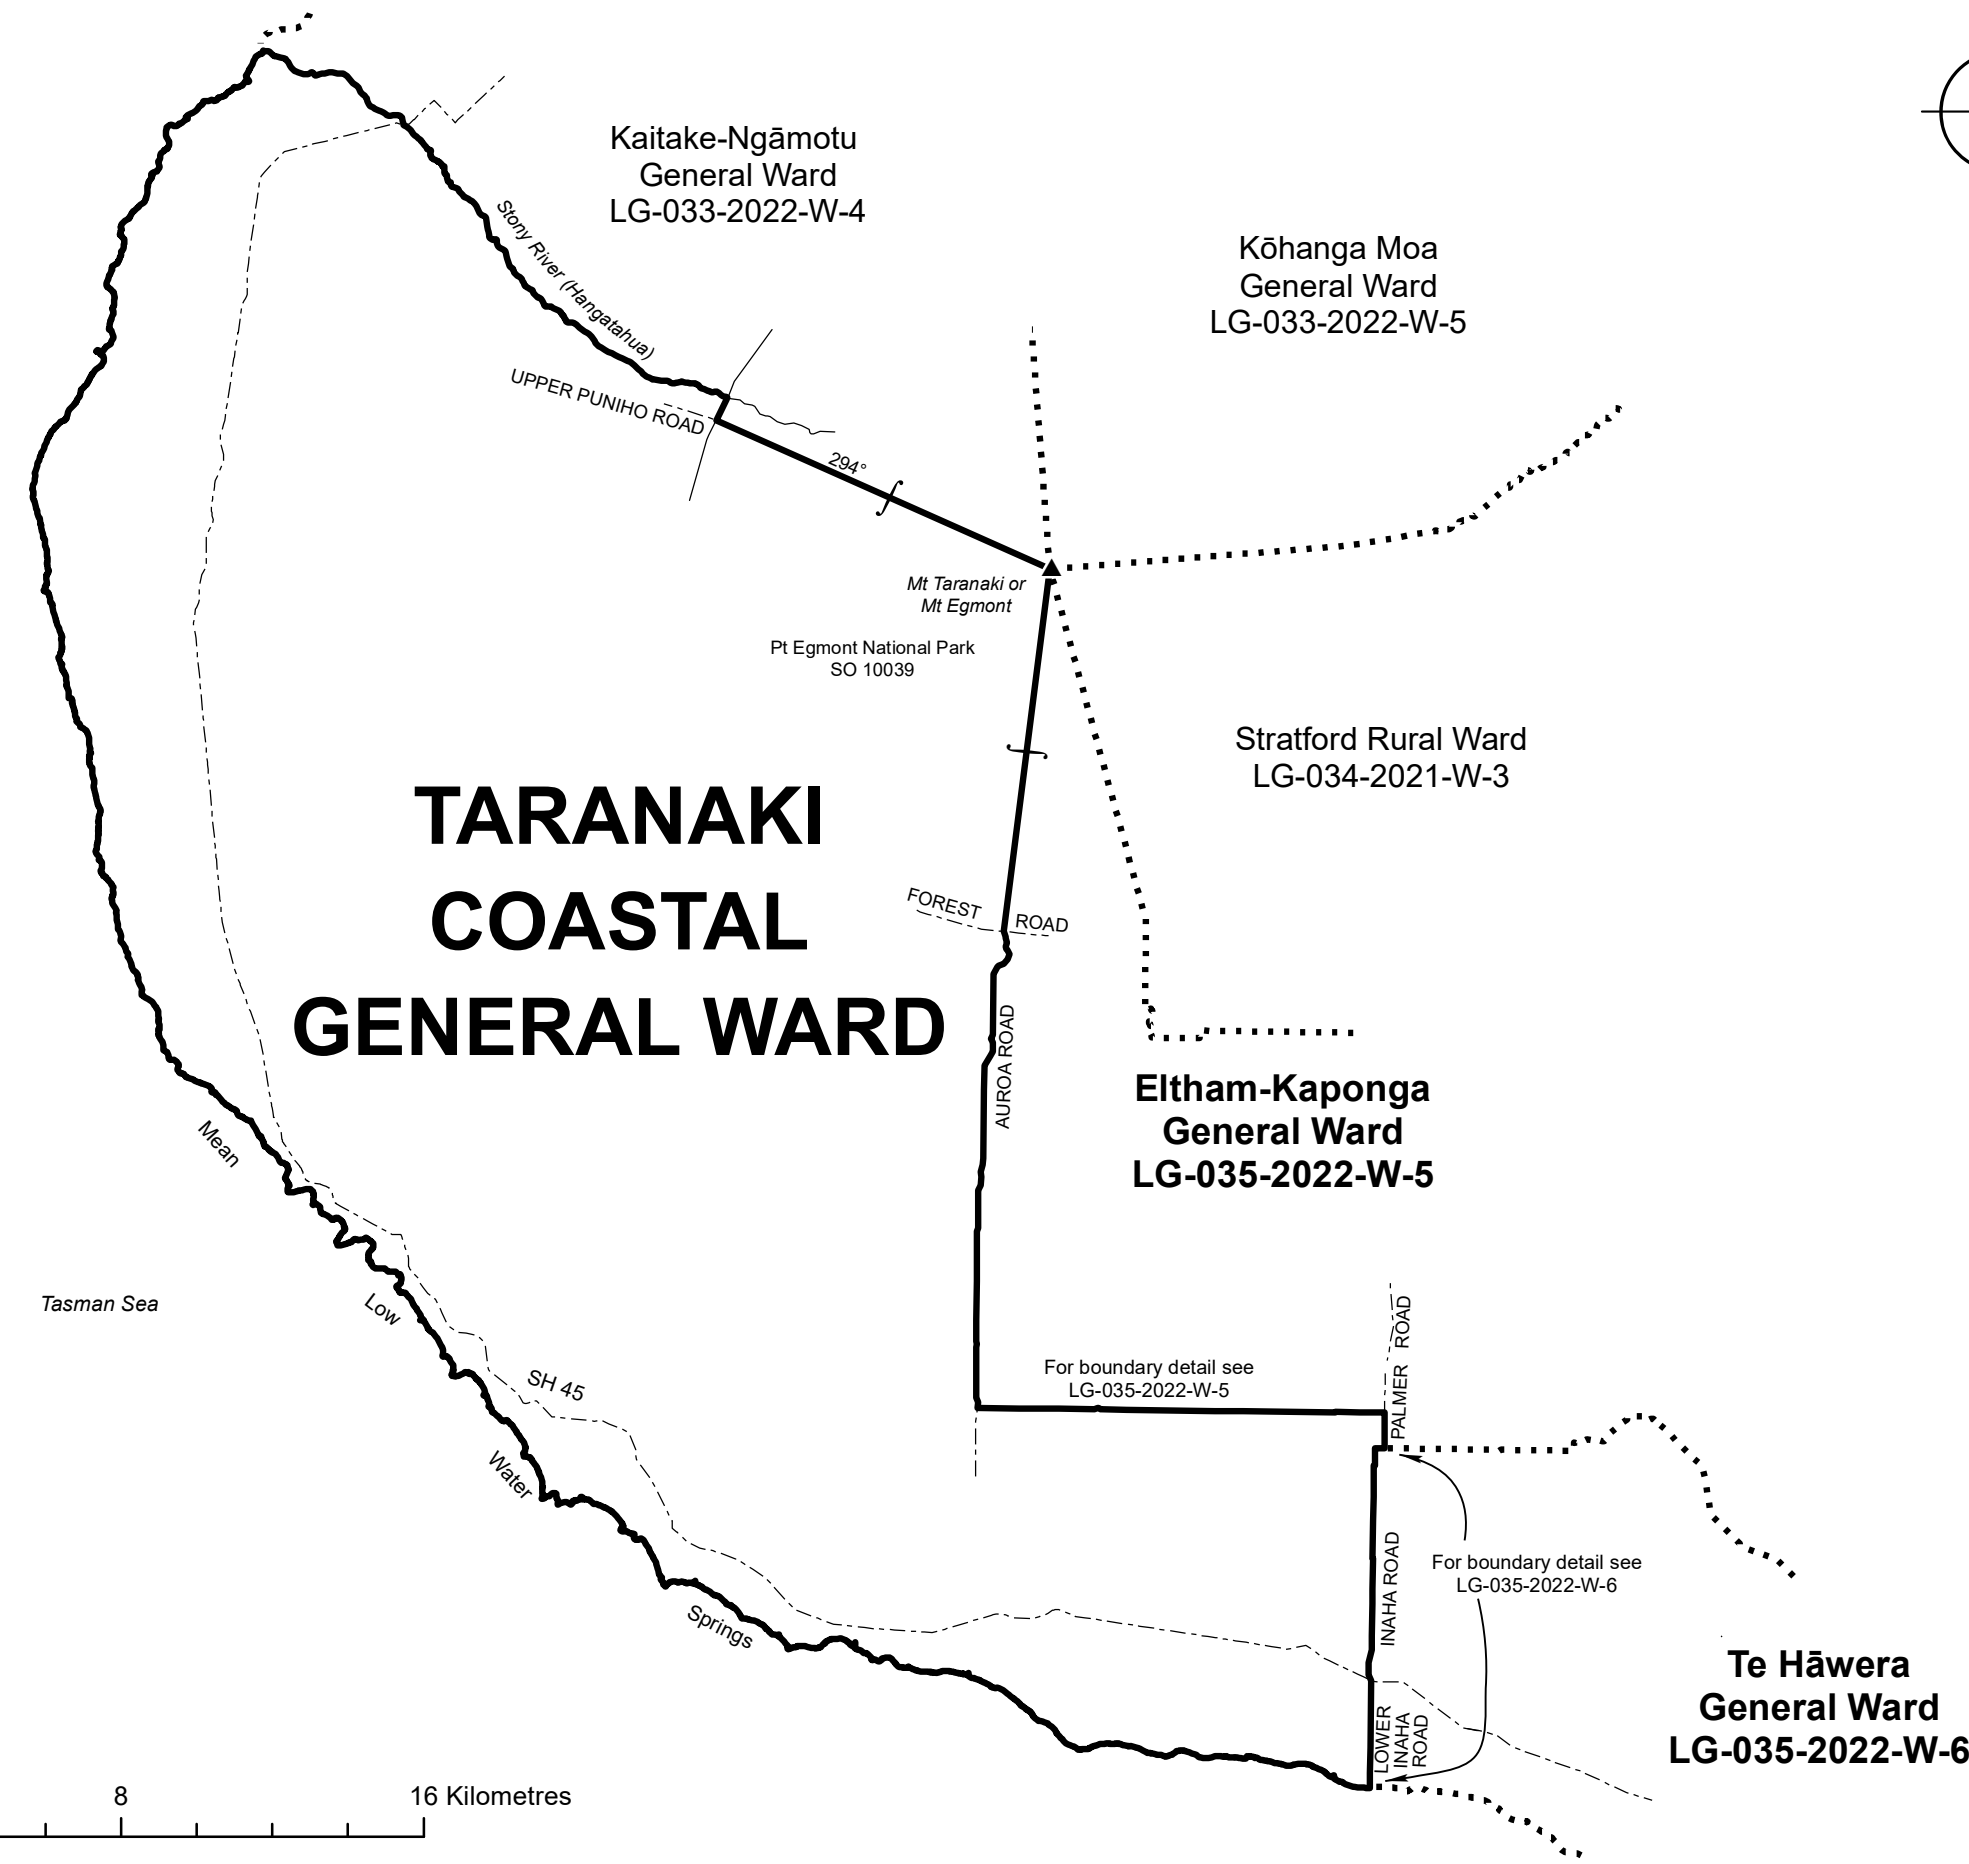 Kaitake-Ngāmotu
General Ward
LG-033-2022-W-4
Stony River (Hangatahua)
Kōhanga Moa
General Ward
LG-033-2022-W-5
UPPER PUNIHO ROAD
294°
Mt Taranaki or
Mt Egmont
Pt Egmont National Park
SO 10039
Stratford Rural Ward
LG-034-2021-W-3
TARANAKI
COASTAL
GENERAL WARD
FOREST ROAD
AUROA ROAD
Eltham-Kaponga
General Ward
LG-035-2022-W-5
Mean
Low
Water
Springs
Tasman Sea
SH 45
For boundary detail see
LG-035-2022-W-5
PALMER ROAD
INAHA ROAD
For boundary detail see
LG-035-2022-W-6
LOWER
INAHA
ROAD
Te Hāwera
General Ward
LG-035-2022-W-6
8
16 Kilometres